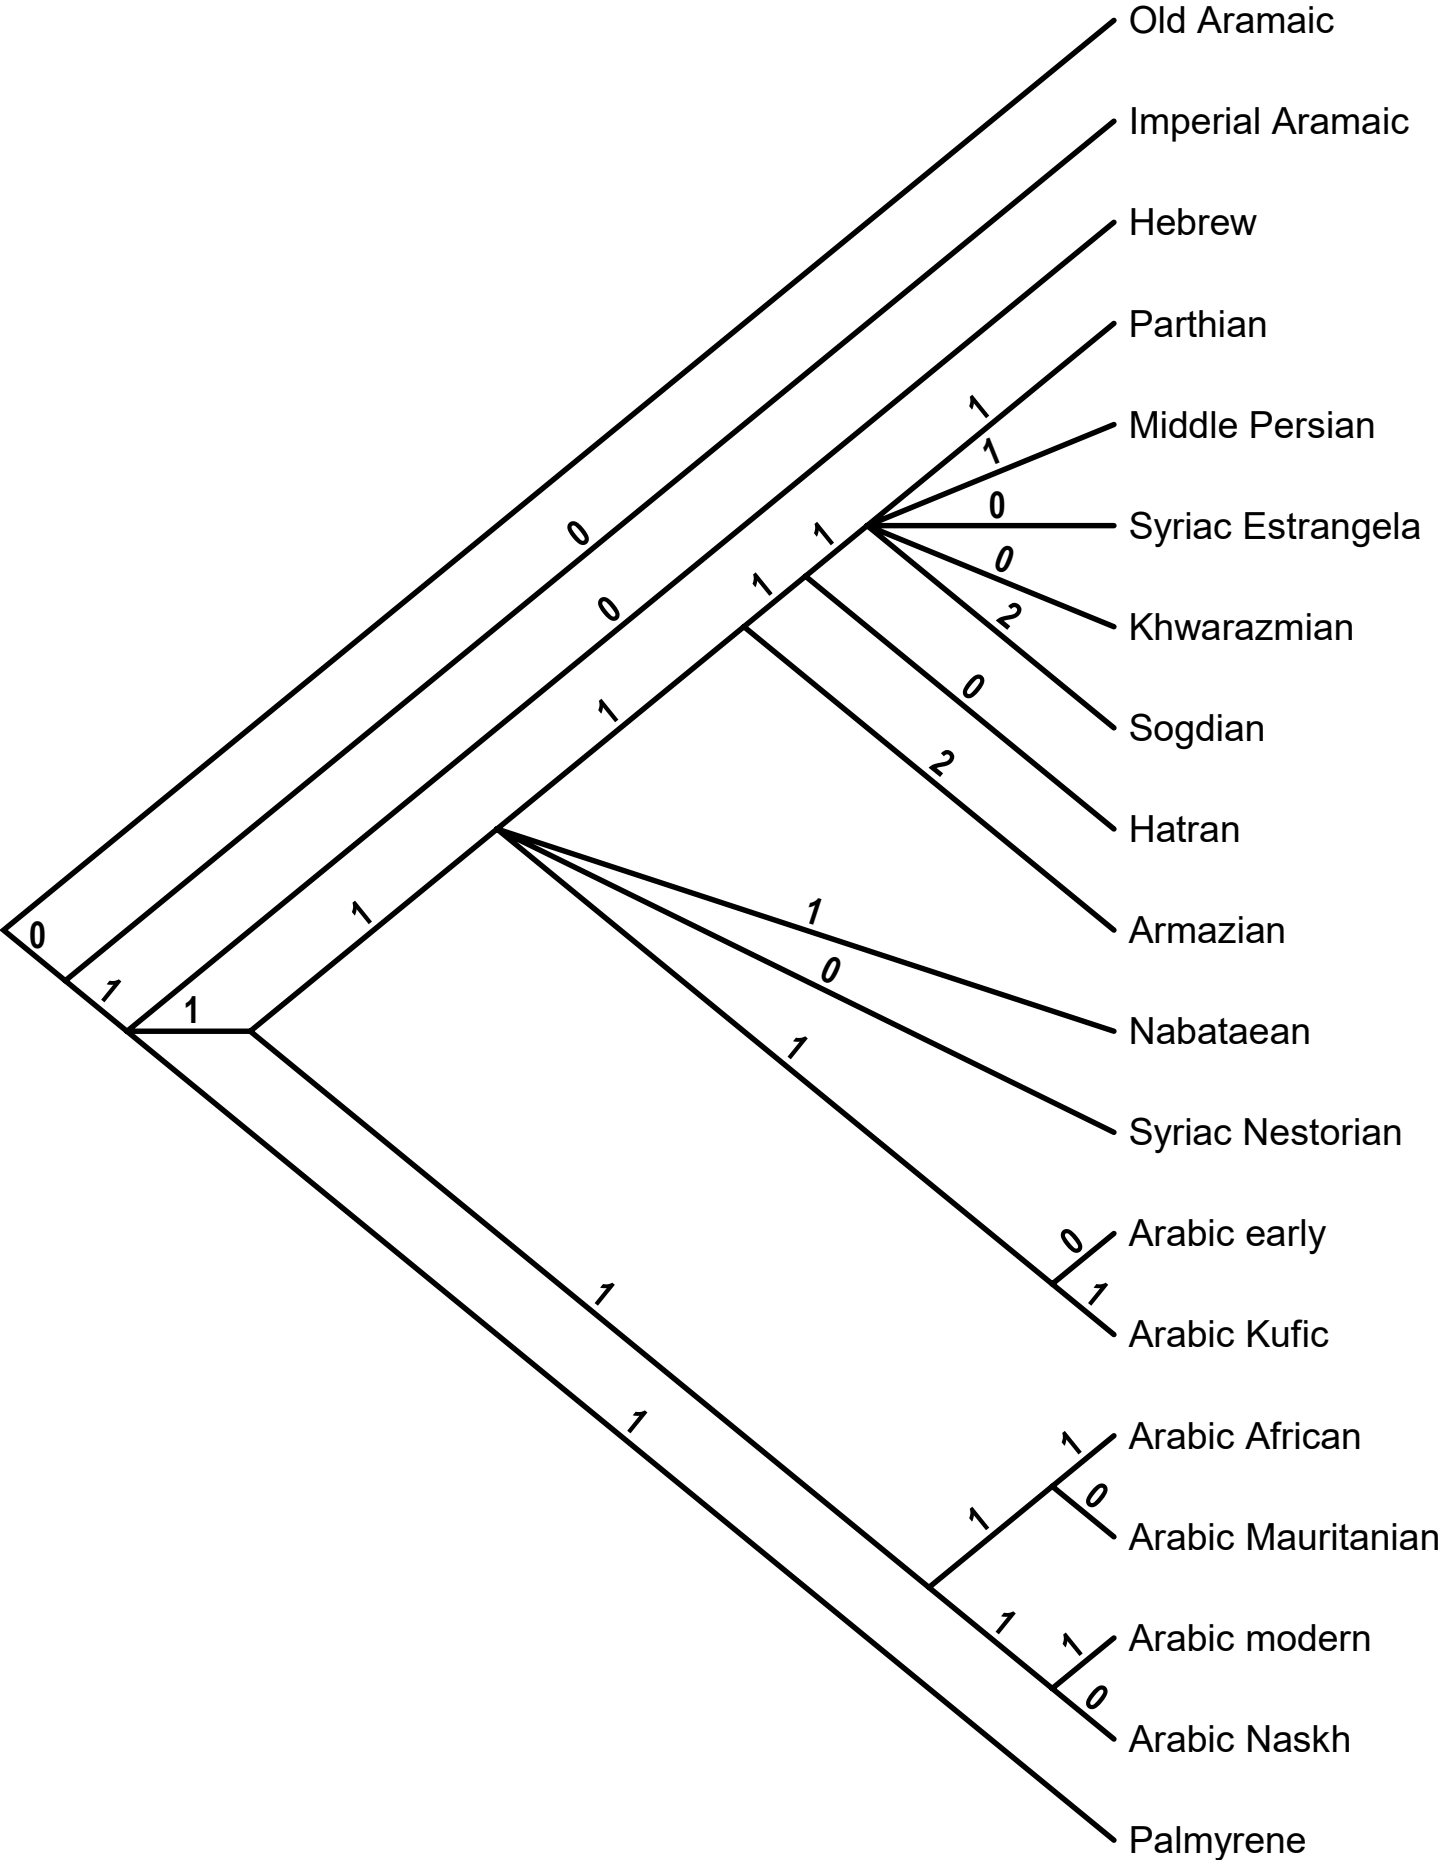 Old Aramaic
Imperial Aramaic
Hebrew
Parthian
1
Middle Persian
1
0
Syriac Estrangela
0
1
0
1
Khwarazmian
0
2
0
1
Sogdian
2
Hatran
1
1
Armazian
0
0
1
1
Nabataean
1
Syriac Nestorian
0
Arabic early
1
1
Arabic Kufic
1
1
Arabic African
0
1
Arabic Mauritanian
1
1
Arabic modern
0
Arabic Naskh
Palmyrene